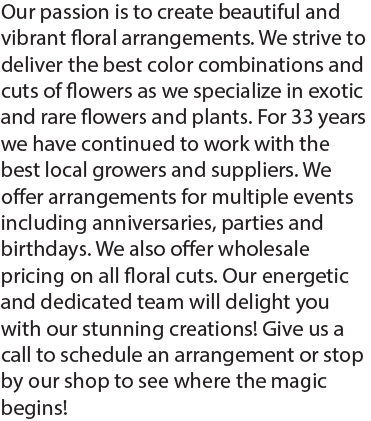 Our passion is to create beautiful and
vibrant floral arrangements. We strive to
deliver the best color combinations and
cuts of flowers as we specialize in exotic
and rare flowers and plants. For 33 years
we have continued to work with the
best local growers and suppliers. We
offer arrangements for multiple events
including anniversaries, parties and
birthdays. We also offer wholesale
pricing on all floral cuts. Our energetic
and dedicated team will delight you
with our stunning creations! Give us a
call to schedule an arrangement or stop
by our shop to see where the magic
begins!